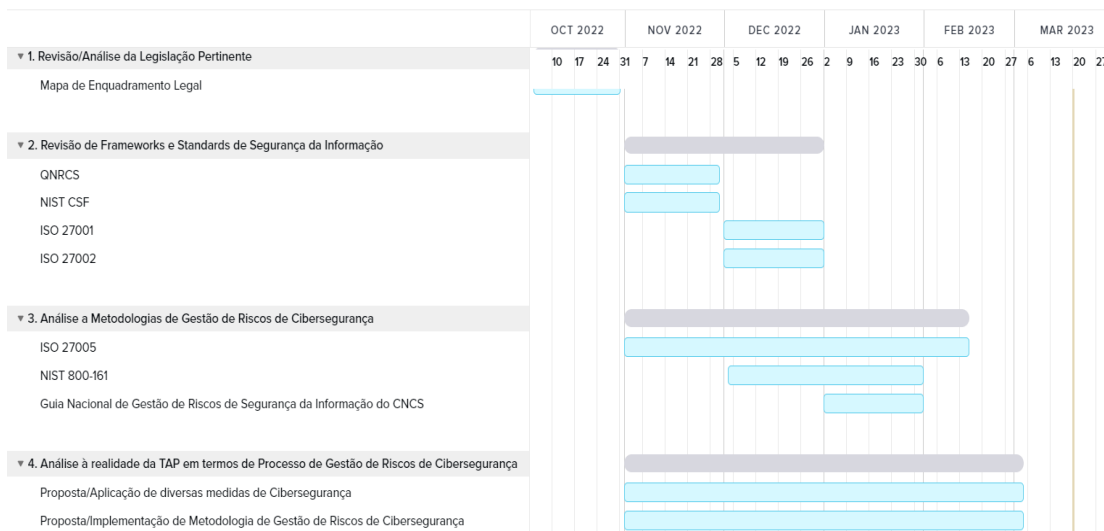 OCT 2022 NOV 2022 DEC 2022 JAN 2023 FEB 2023 MAR 2023
1. Revisão/Análise da Legislação Pertinente
10 17 24 31 7 14 21 28 5 12 19 26 2 9 16 23 30 6 13 20 27 6 13 20 27
Mapa de Enquadramento Legal
2. Revisão de Frameworks e Standards de Segurança da Informação
QNRCS
NIST CSF
ISO 27001
ISO 27002
3. Análise a Metodologias de Gestão de Riscos de Cibersegurança
ISO 27005
NIST 800-161
Guia Nacional de Gestão de Riscos de Segurança da Informação do CNCS
4. Análise à realidade da TAP em termos de Processo de Gestão de Riscos de Cibersegurança
Proposta/Aplicação de diversas medidas de Cibersegurança
Proposta/Implementação de Metodologia de Gestão de Riscos de Cibersegurança